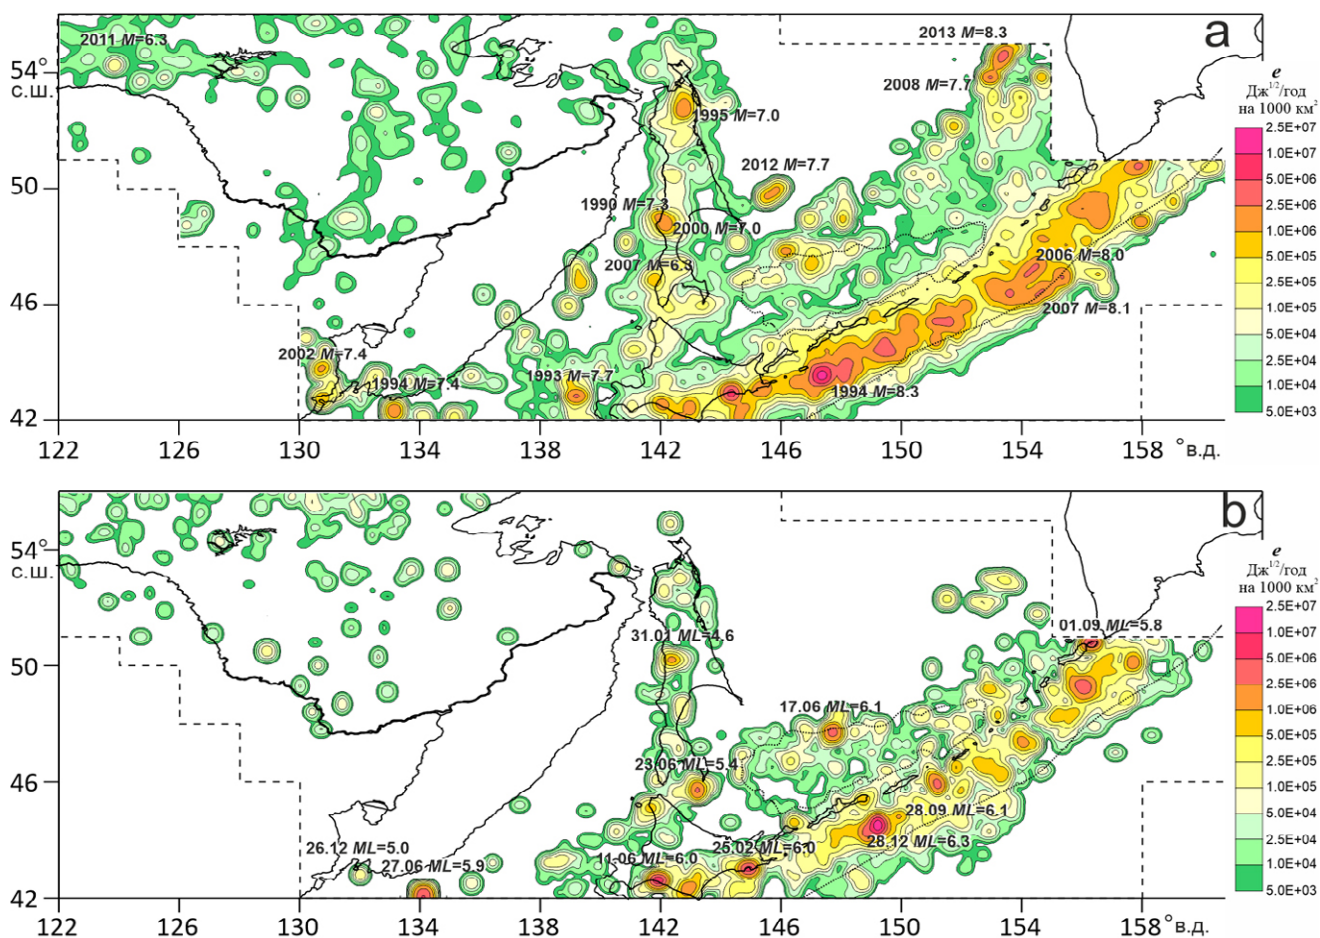 a
2011 M=6.3
2013 M=8.3
54°
с.ш.
2008 M=7.7
e
Дж1/2/год
на 1000 км2
1995 M=7.0
2.5E+07
1.0E+07
5.0E+06
2.5E+06
1.0E+06
5.0E+05
2.5E+05
1.0E+05
5.0E+04
2.5E+04
1.0E+04
5.0E+03
2012 M=7.7
50
1990 M=7.3
2000 M=7.0
2007 M=6.3
2006 M=8.0
46
2007 M=8.1
2002 M=7.4
1994 M=7.4
1993 M=7.7
1994 M=8.3
42
122 126 130 134 138 142 146 150 154 158 °в.д.
b
54°
с.ш.
e
Дж1/2/год
на 1000 км2
2.5E+07
1.0E+07
5.0E+06
2.5E+06
1.0E+06
5.0E+05
2.5E+05
1.0E+05
5.0E+04
2.5E+04
1.0E+04
5.0E+03
01.09 ML=5.8
31.01 ML=4.6
50
17.06 ML=6.1
23.06 ML=5.4
46
28.09 ML=6.1
28.12 ML=6.3
26.12 ML=5.0
27.06 ML=5.9
11.06 ML=6.0
25.02 ML=6.0
42
122 126 130 134 138 142 146 150 154 158 °в.д.